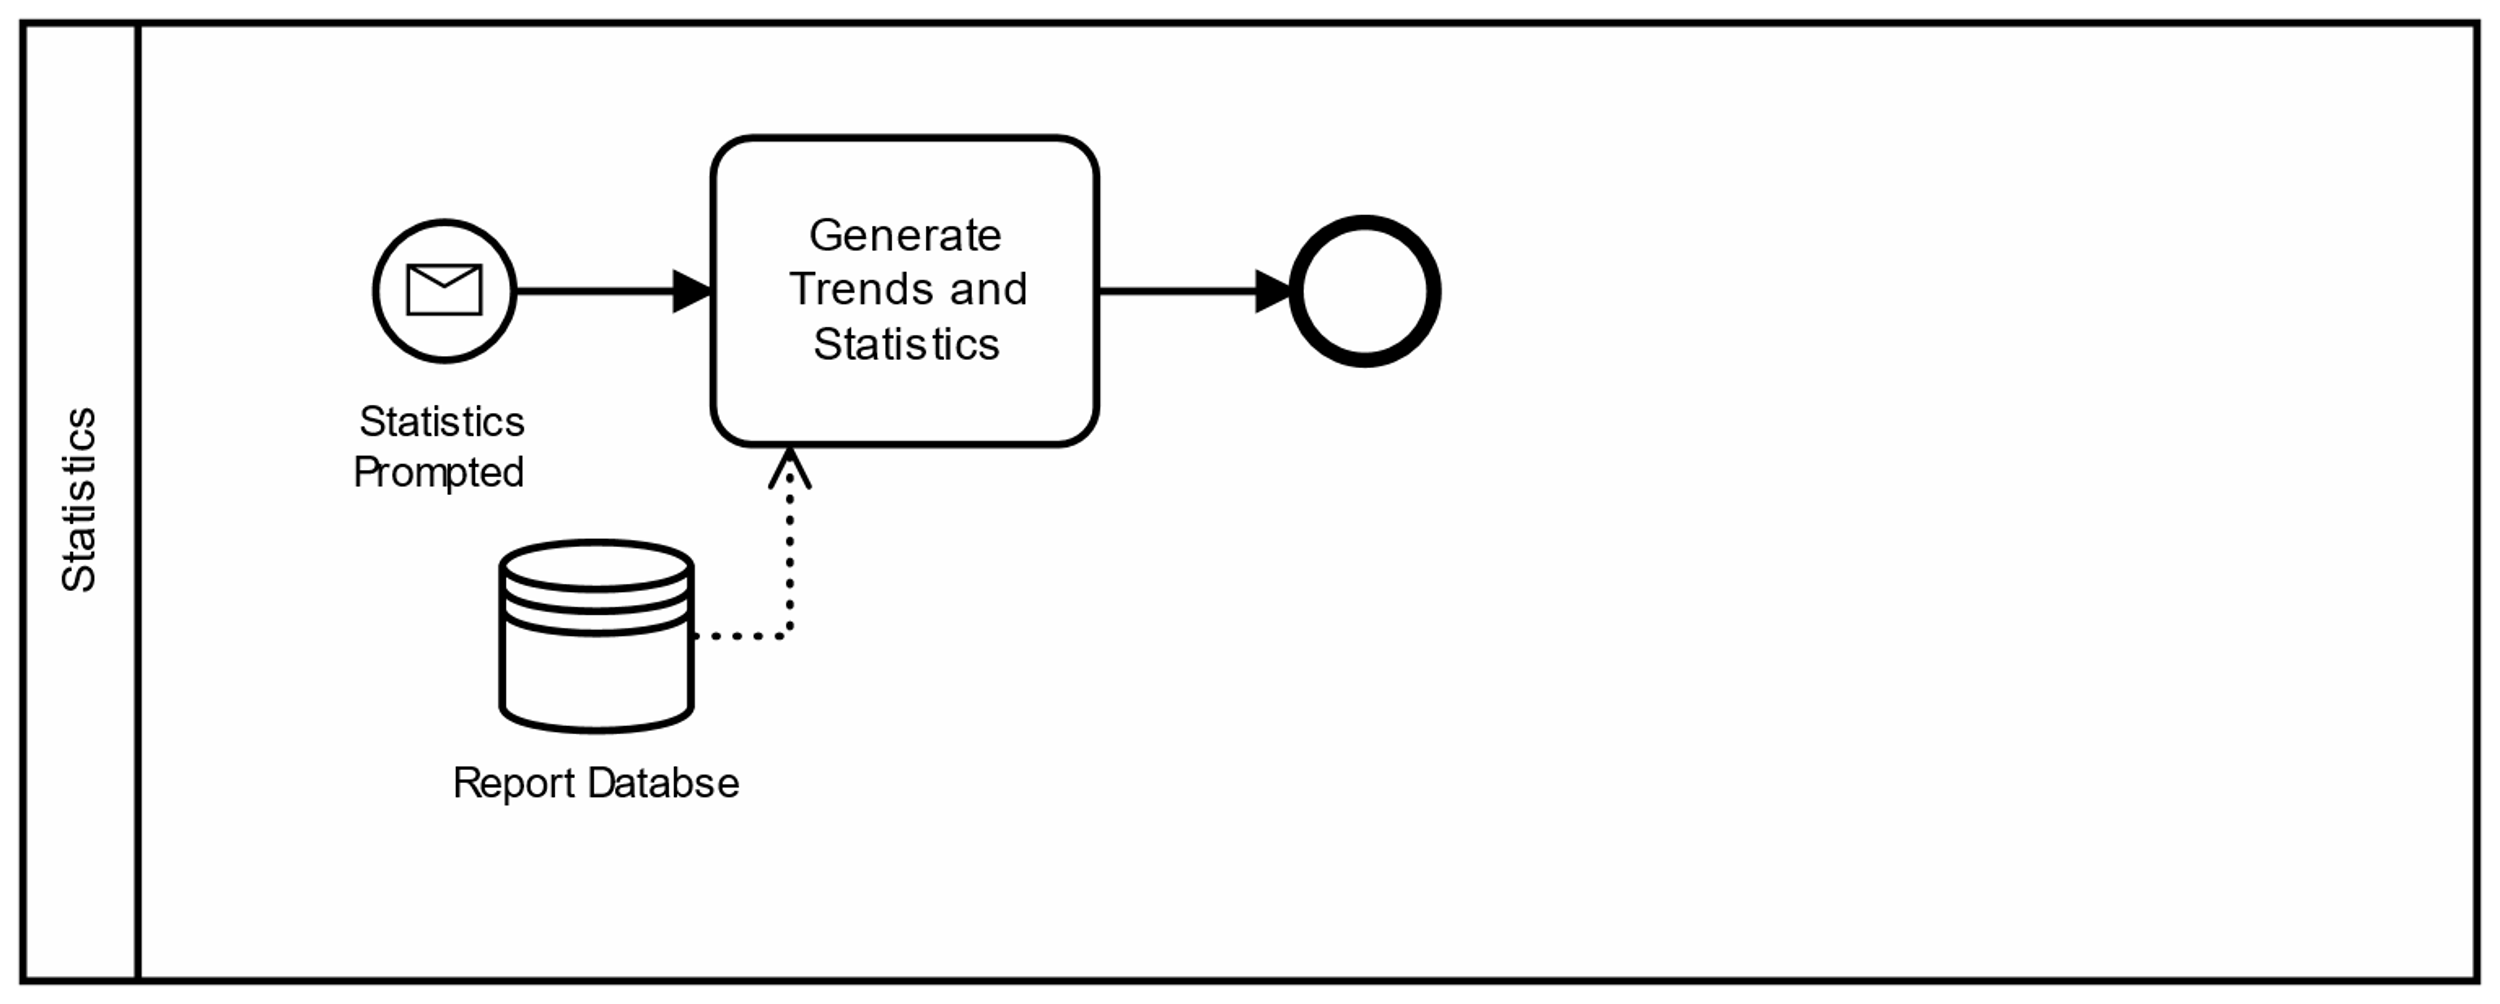 Statistics
Generate
Trends and
Statistics
Statistics
Prompted
Report Databse